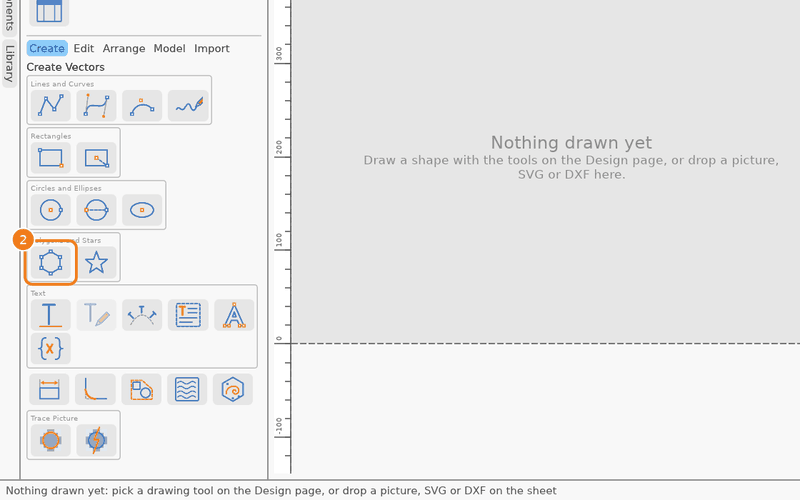 nents
Library
Create Edit Arrange Model Import
Create Vectors
Lines and Curves
Rectangles
Circles and Ellipses
2
and Stars
Text
{x}
Trace Picture
300
200
100
0
-100
Nothing drawn yet
Draw a shape with the tools on the Design page, or drop a picture,
SVG or DXF here.
Nothing drawn yet: pick a drawing tool on the Design page, or drop a picture, SVG or DXF on the sheet